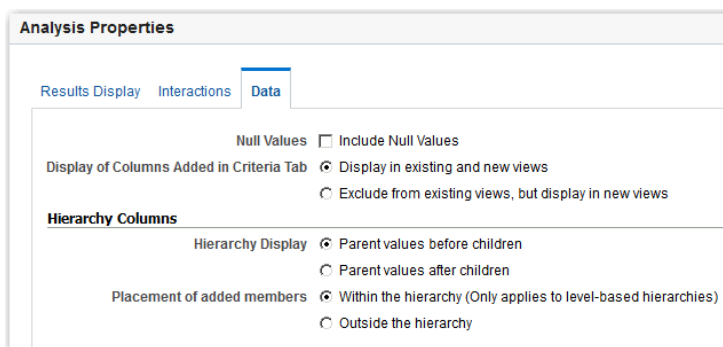 Analysis Properties
Results Display Interactions Data
Null Values Include Null Values
Display of Columns Added in Criteria Tab Display in existing and new views
Exclude from existing views, but display in new views
Hierarchy Columns
Hierarchy Display Parent values before children
Parent values after children
Placement of added members Within the hierarchy (Only applies to level-based hierarchies)
Outside the hierarchy